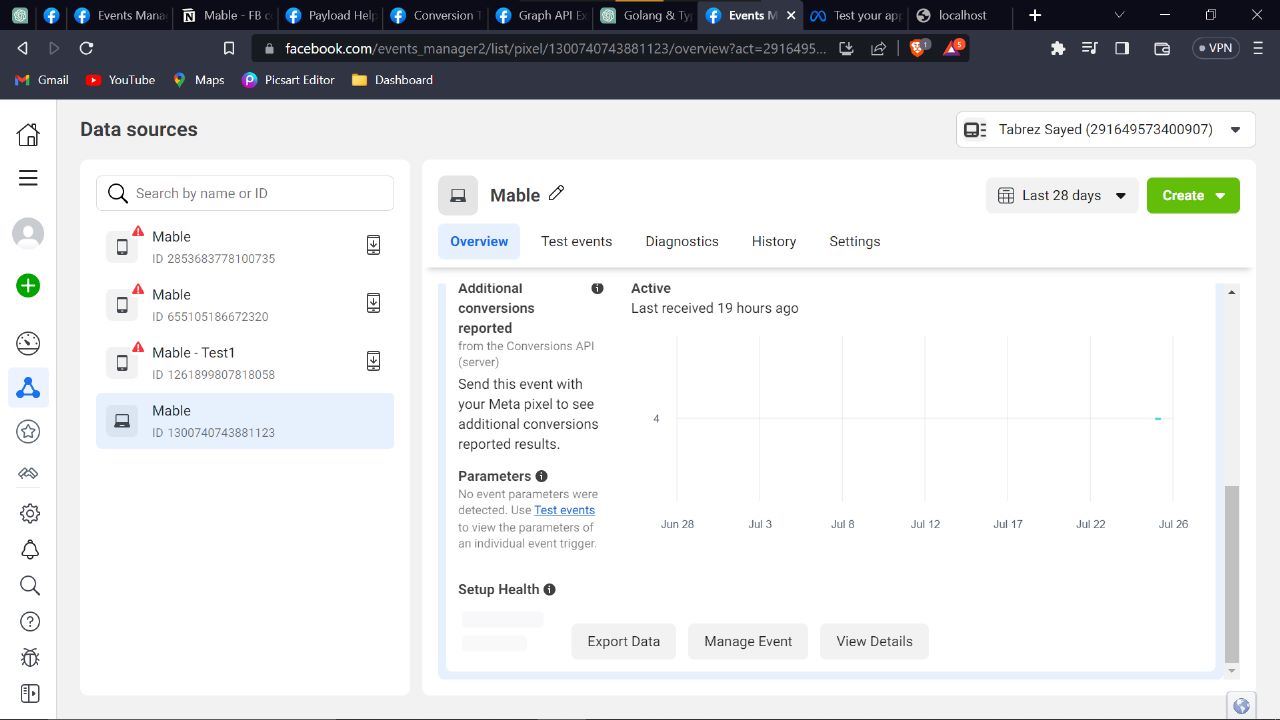 Events Mana
Mable - FB c
Payload Help
Conversion T
Graph API Ex
Golang & Typ
Events M
Test your app
localhost
facebook.com/events_manager2/list/pixel/1300740743881123/overview?act=2916495...
1
5
VPN
Gmail
YouTube
Maps
Picsart Editor
Dashboard
Data sources
Tabrez Sayed (291649573400907)
Search by name or ID
Mable
ID 2853683778100735
Mable
ID 655105186672320
Mable - Test1
ID 1261899807818058
Mable
ID 1300740743881123
Mable
Last 28 days
Create
Overview
Test events
Diagnostics
History
Settings
Additional
conversions
reported
from the Conversions API
(server)
Send this event with
your Meta pixel to see
additional conversions
reported results.
Parameters
No event parameters were
detected. Use Test events
to view the parameters of
an individual event trigger.
Setup Health
Active
Last received 19 hours ago
4
Jun 28
Jul 3
Jul 8
Jul 12
Jul 17
Jul 22
Jul 26
Export Data
Manage Event
View Details